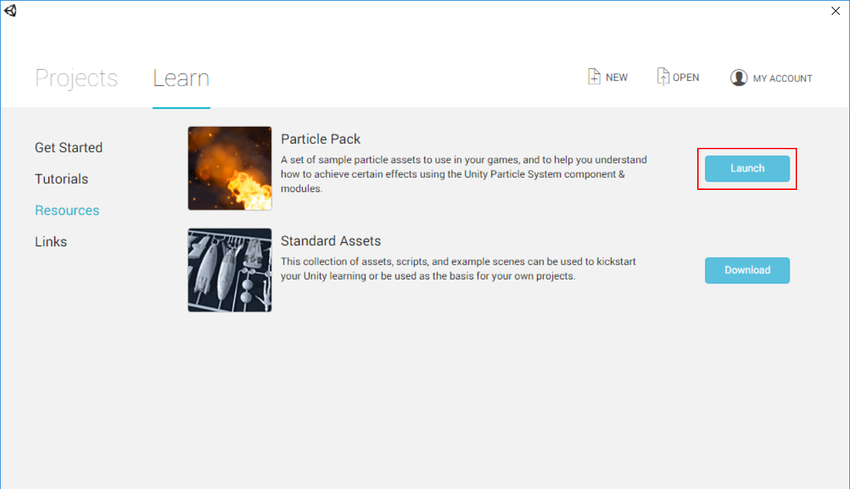 Projects
Learn
NEW
OPEN
MY ACCOUNT
Get Started
Tutorials
Resources
Links
Particle Pack
A set of sample particle assets to use in your games, and to help you understand
how to achieve certain effects using the Unity Particle System component &
modules.
Launch
Standard Assets
This collection of assets, scripts, and example scenes can be used to kickstart
your Unity learning or be used as the basis for your own projects.
Download